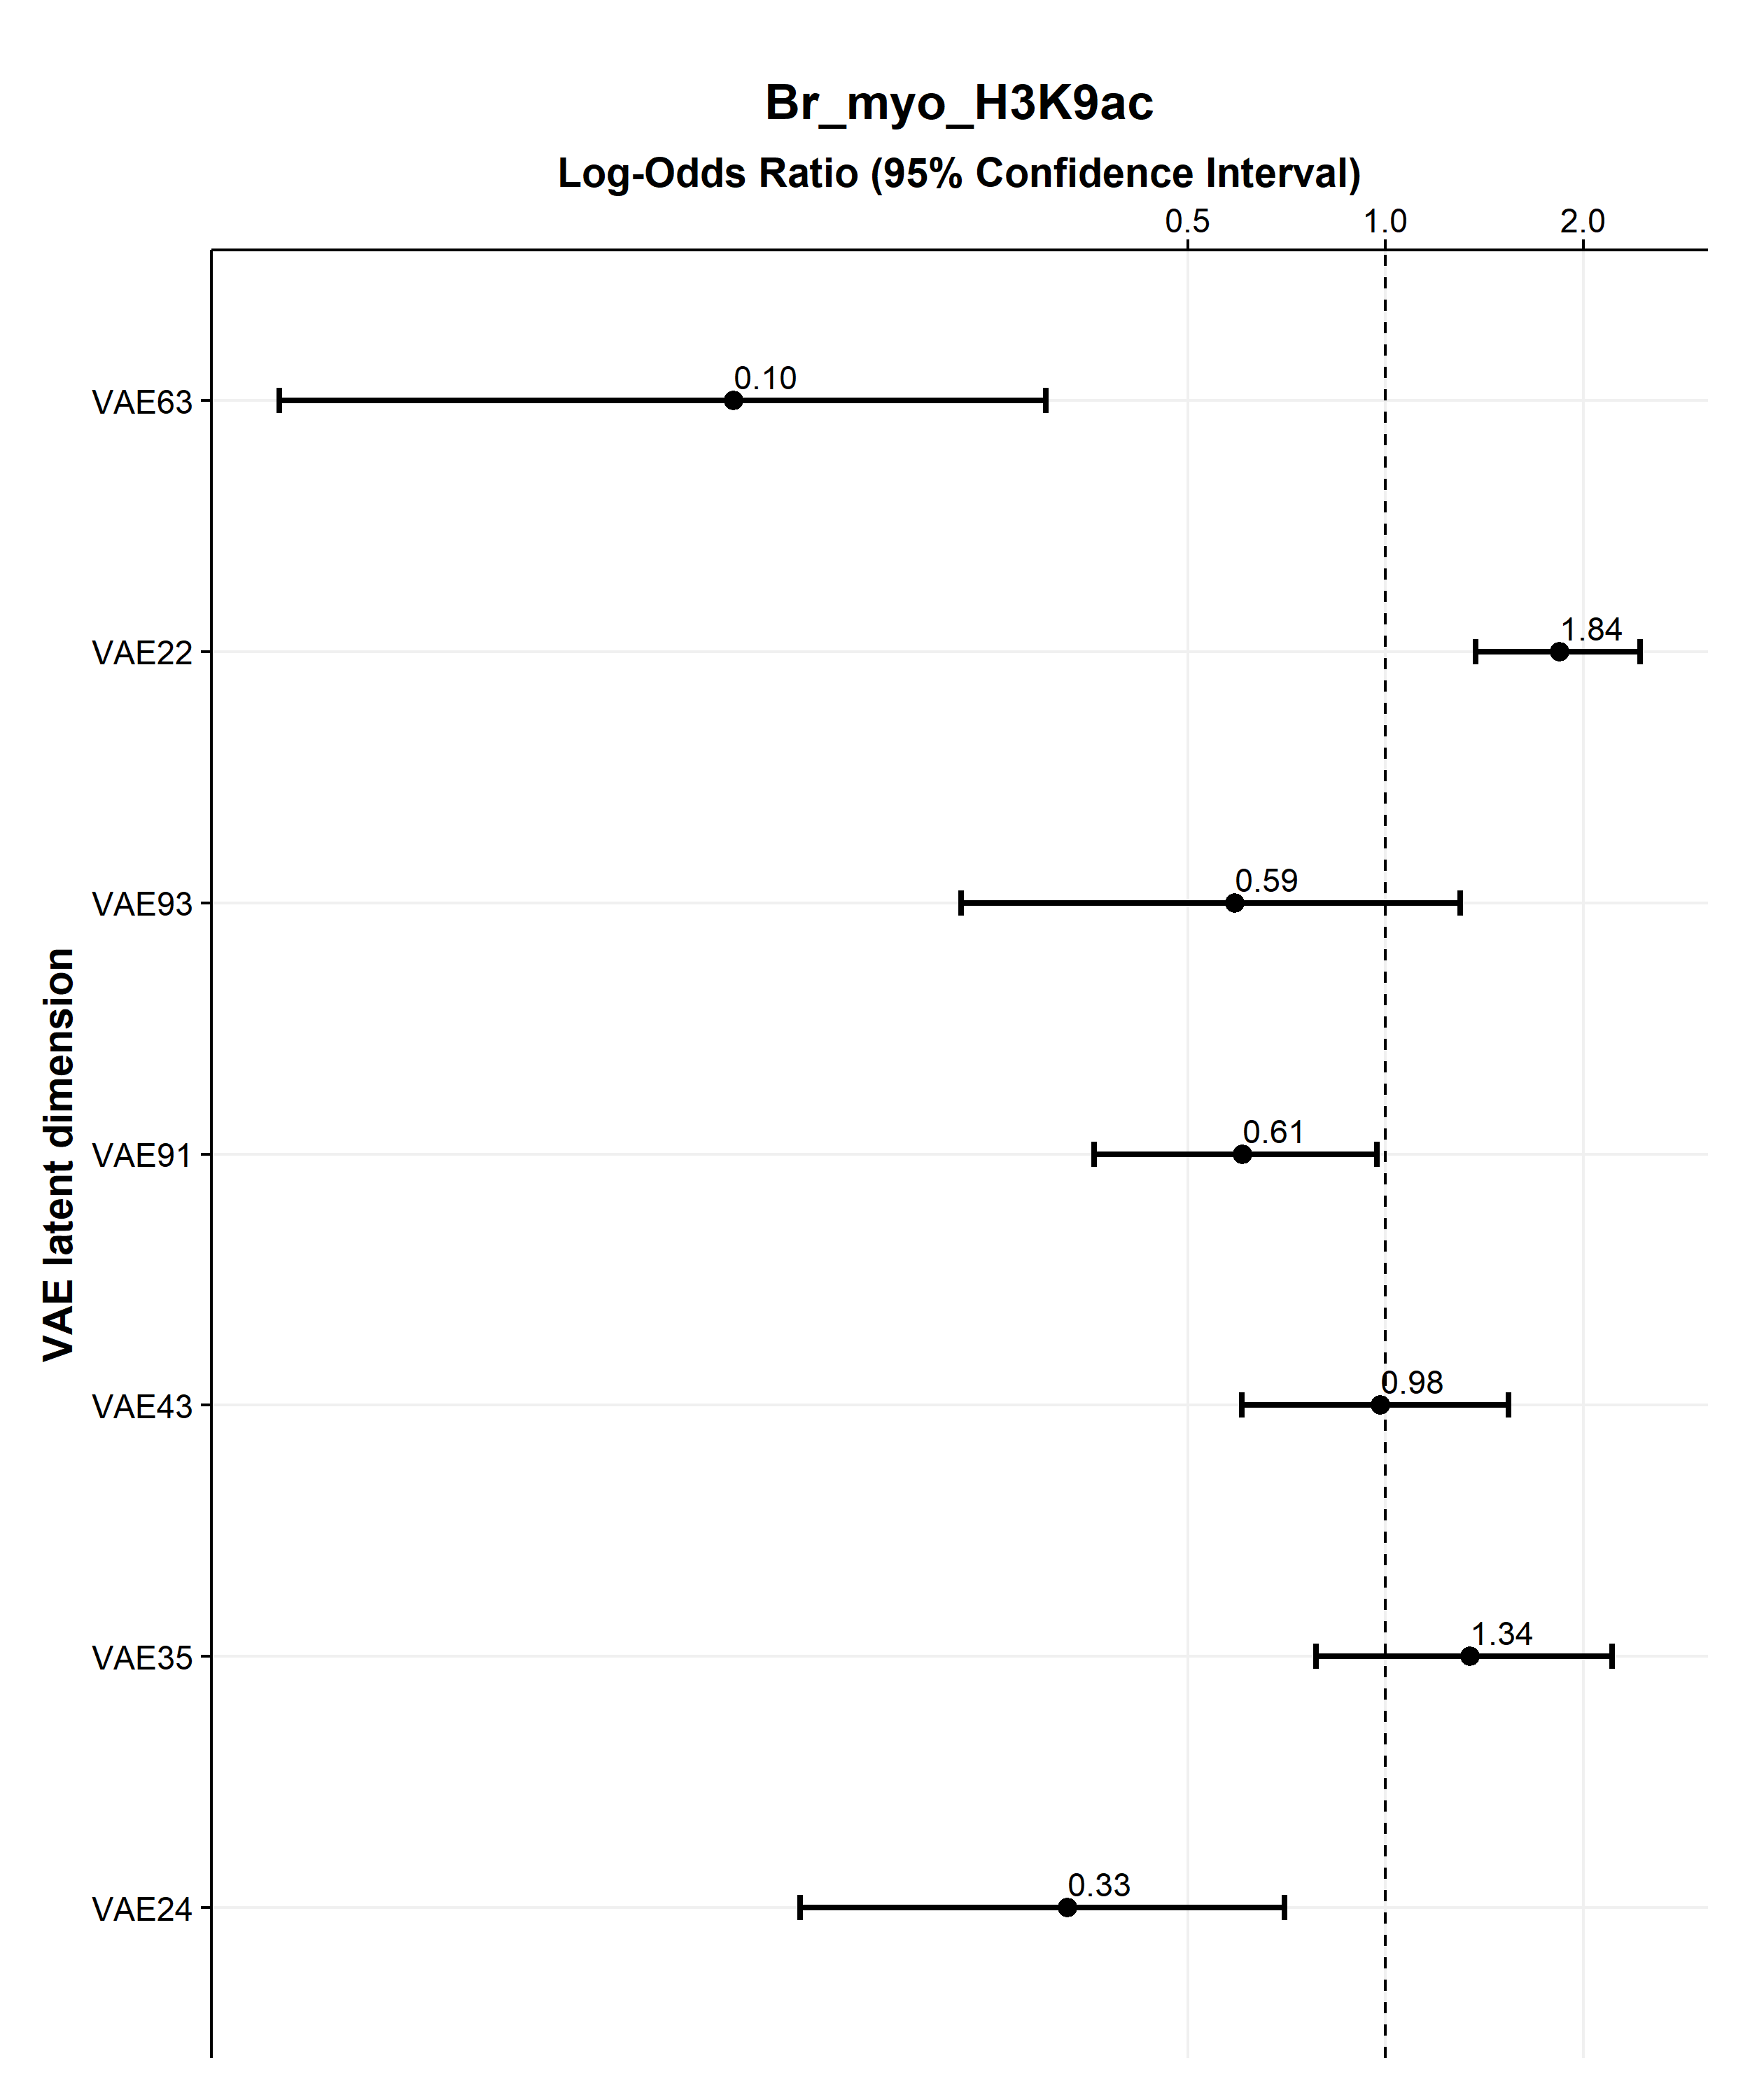 Br_myo_H3K9ac
Log-Odds Ratio (95% Confidence Interval)
0.5 1.0 2.0
VAE63 0.10
VAE22 1.84
VAE93 0.59
VAE latent dimension
VAE91 0.61
VAE43 0.98
VAE35 1.34
VAE24 0.33